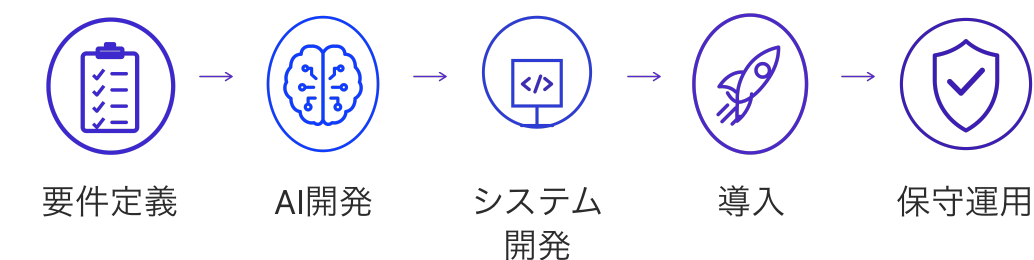 要件定義
AI開発
システム
開発
導入
保守運用